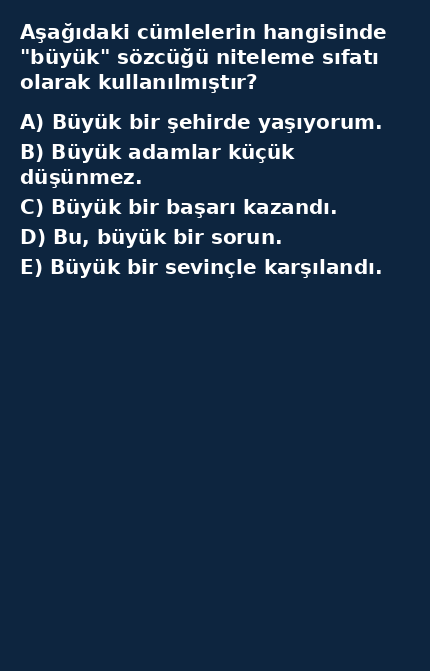 Aşağıdaki cümlelerin hangisinde
"büyük" sözcüğü niteleme sıfatı
olarak kullanılmıştır?
A) Büyük bir şehirde yaşıyorum.
B) Büyük adamlar küçük
düşünmez.
C) Büyük bir başarı kazandı.
D) Bu, büyük bir sorun.
E) Büyük bir sevinçle karşılandı.